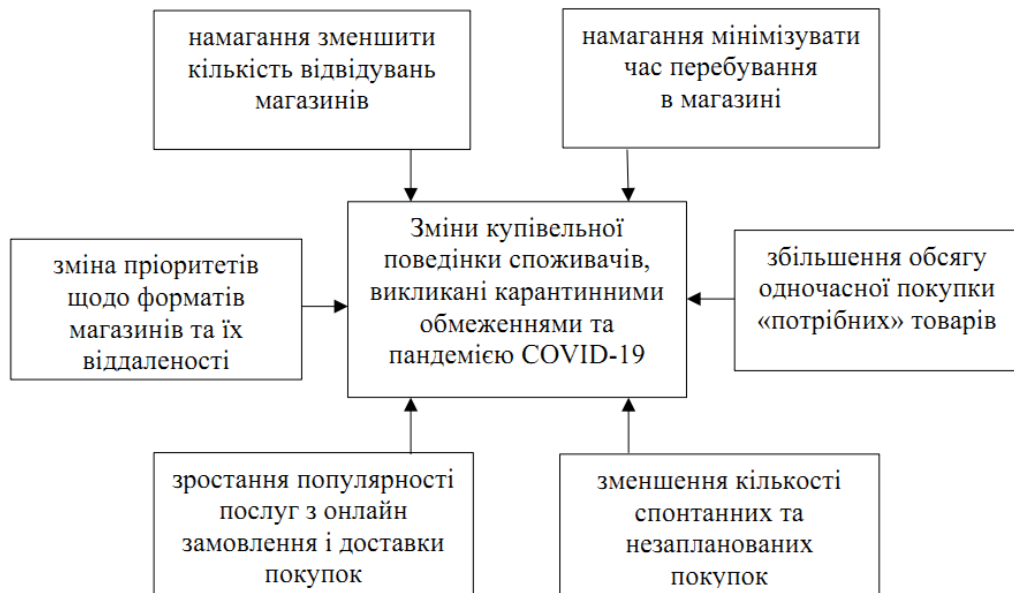 намагання зменшити
кількість відвідувань
магазинів
намагання мінімізувати
час перебування
в магазині
зміна пріоритетів
щодо форматів
магазинів та їх
віддаленості
Зміни купівельної
поведінки споживачів,
викликані карантинними
обмеженнями та
пандемією COVID-19
збільшення обсягу
одночасної покупки
«потрібних» товарів
зростання популярності
послуг з онлайн
замовлення і доставки
покупок
зменшення кількості
спонтанних та
незапланованих
покупок